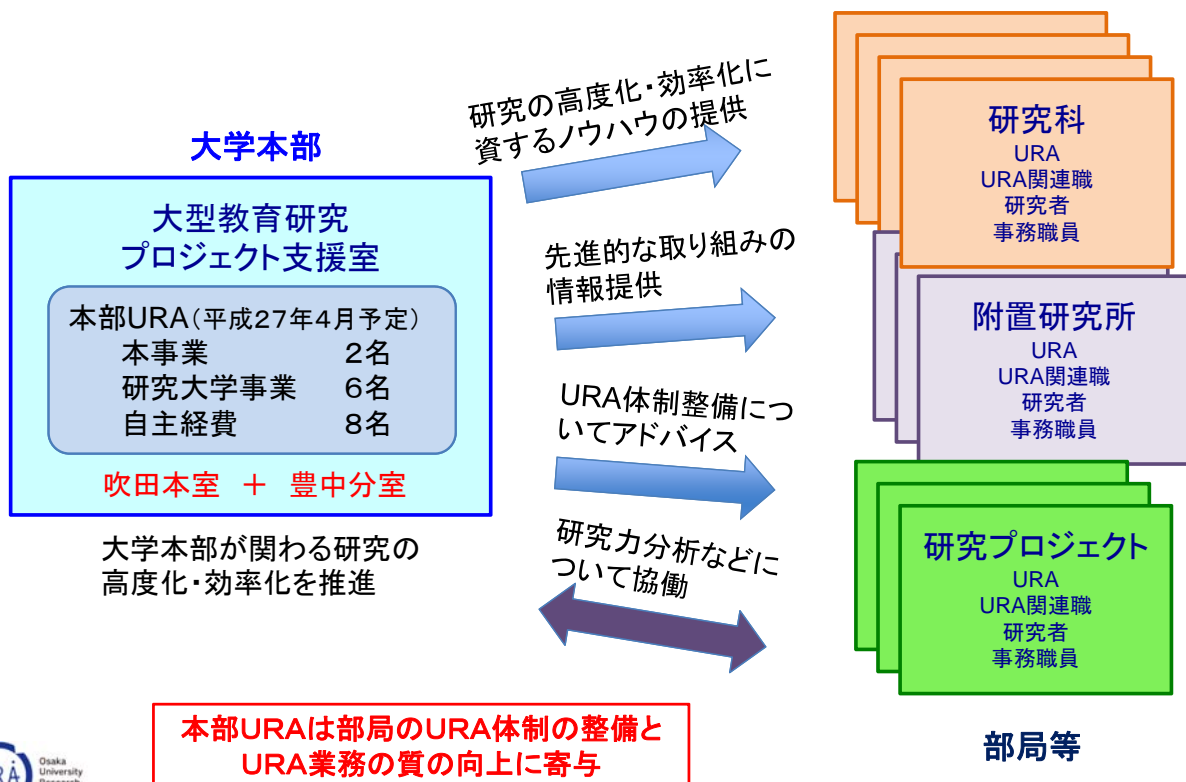 大学本部
大型教育研究
プロジェクト支援室
本部URA(平成27年4月予定)
本事業 2名
研究大学事業 6名
自主経費 8名
吹田本室 + 豊中分室
大学本部が関わる研究の
高度化・効率化を推進
研究の高度化・効率化に
資するノウハウの提供
先進的な取り組みの
情報提供
URA体制整備につ
いてアドバイス
研究力分析などに
ついて協働
研究科
URA
URA関連職
研究者
事務職員
附置研究所
URA
URA関連職
研究者
事務職員
研究プロジェクト
URA
URA関連職
研究者
事務職員
部局等
本部URAは部局のURA体制の整備と
URA業務の質の向上に寄与
Osaka
University